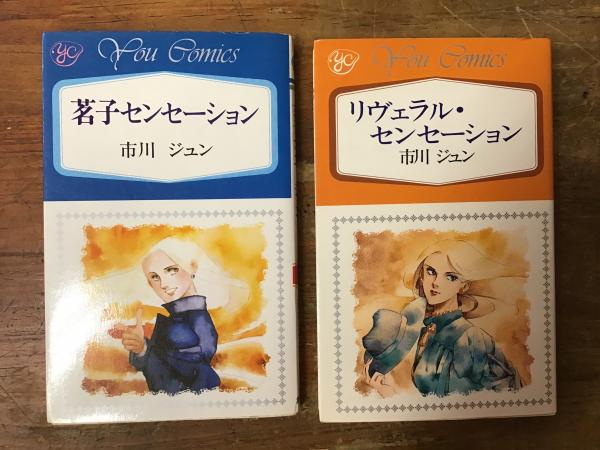 yc
You Comics
茗子センセーション
市川 ジュン
yc
You Comics
リヴェラル・
センセーション
市川 ジュン